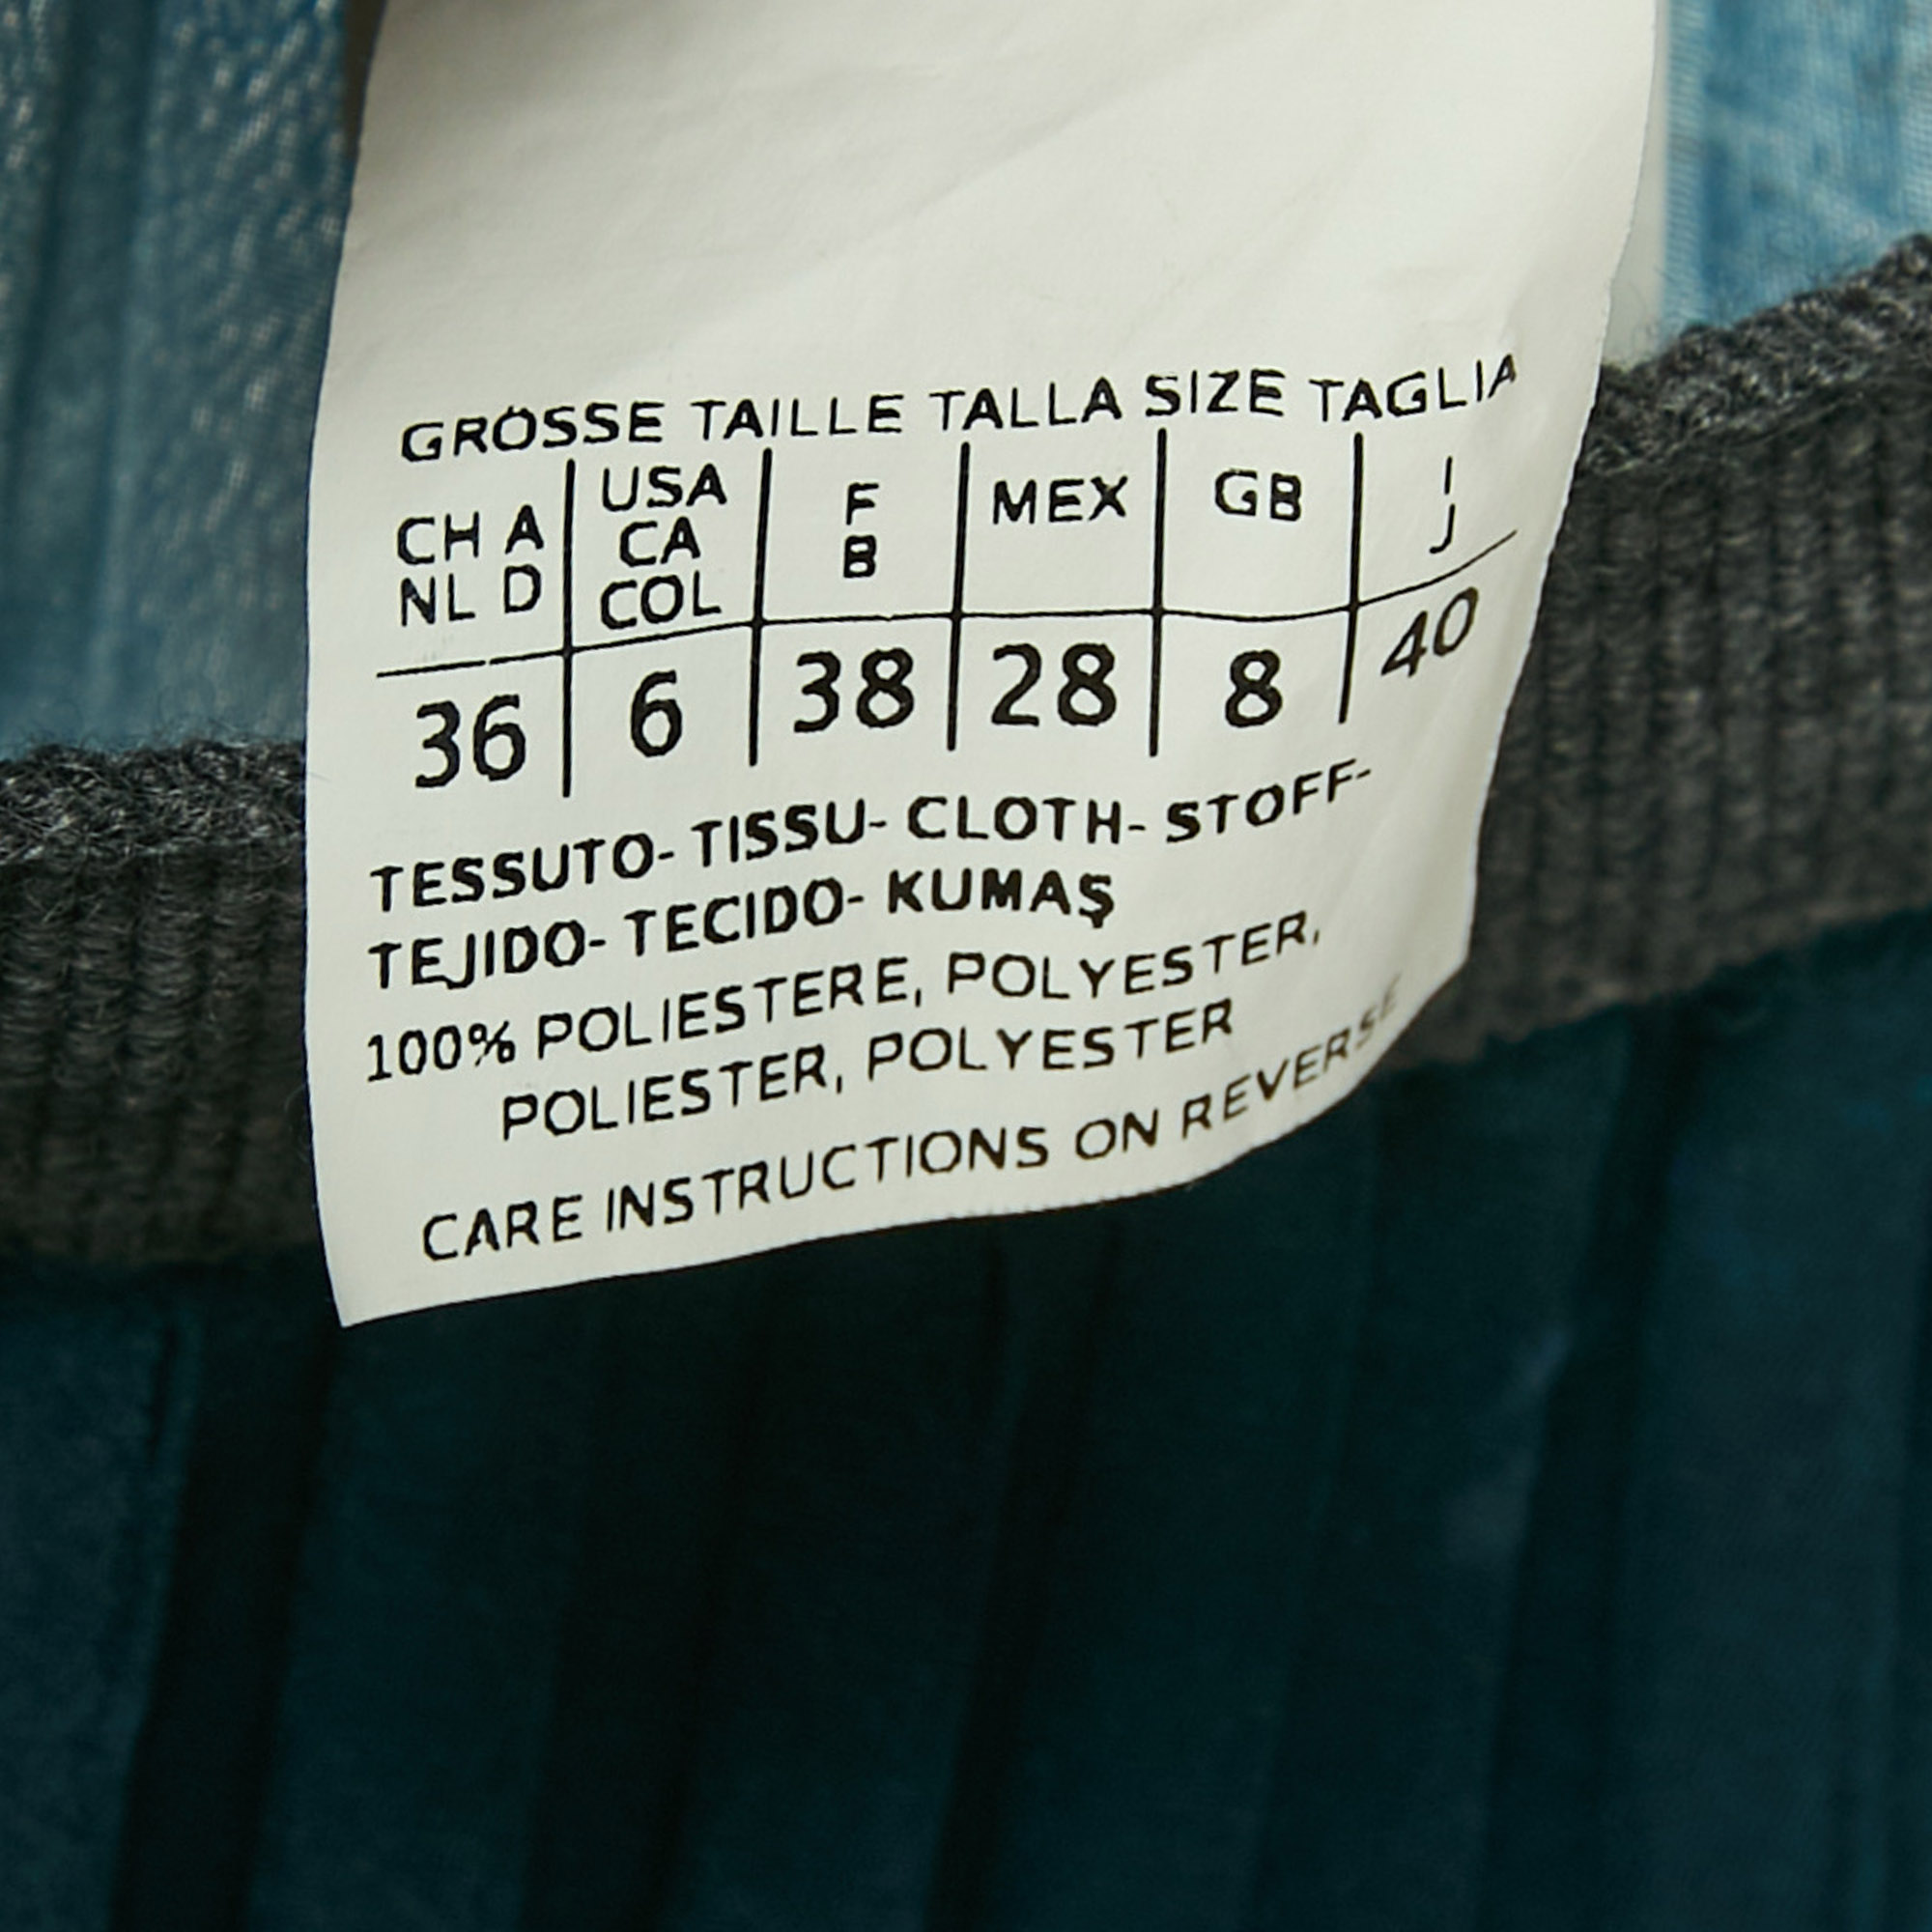 GRÖSSE TAILLE TALLA SIZE TAGLIA
CH A NL D | USA CA COL | F B | MEX | GB | I J
36 | 6 | 38 | 28 | 8 | 40
TESSUTO- TISSU- CLOTH- STOFF-
TEJIDO- TECIDO- KUMAŞ
100% POLIESTERE, POLYESTER,
POLIESTER, POLYESTER
CARE INSTRUCTIONS ON REVERSE